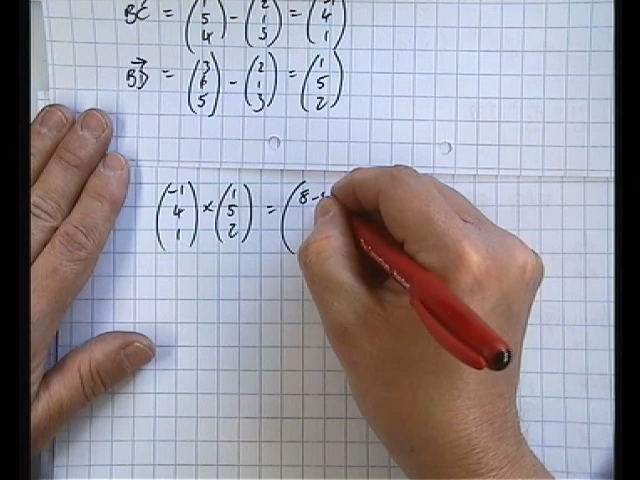 BC = (1 5 4) - (2 1 3) = (-1 4 1)
BD = (3 6 5) - (2 1 3) = (1 5 2)
(-1 4 1) × (1 5 2) = (8-